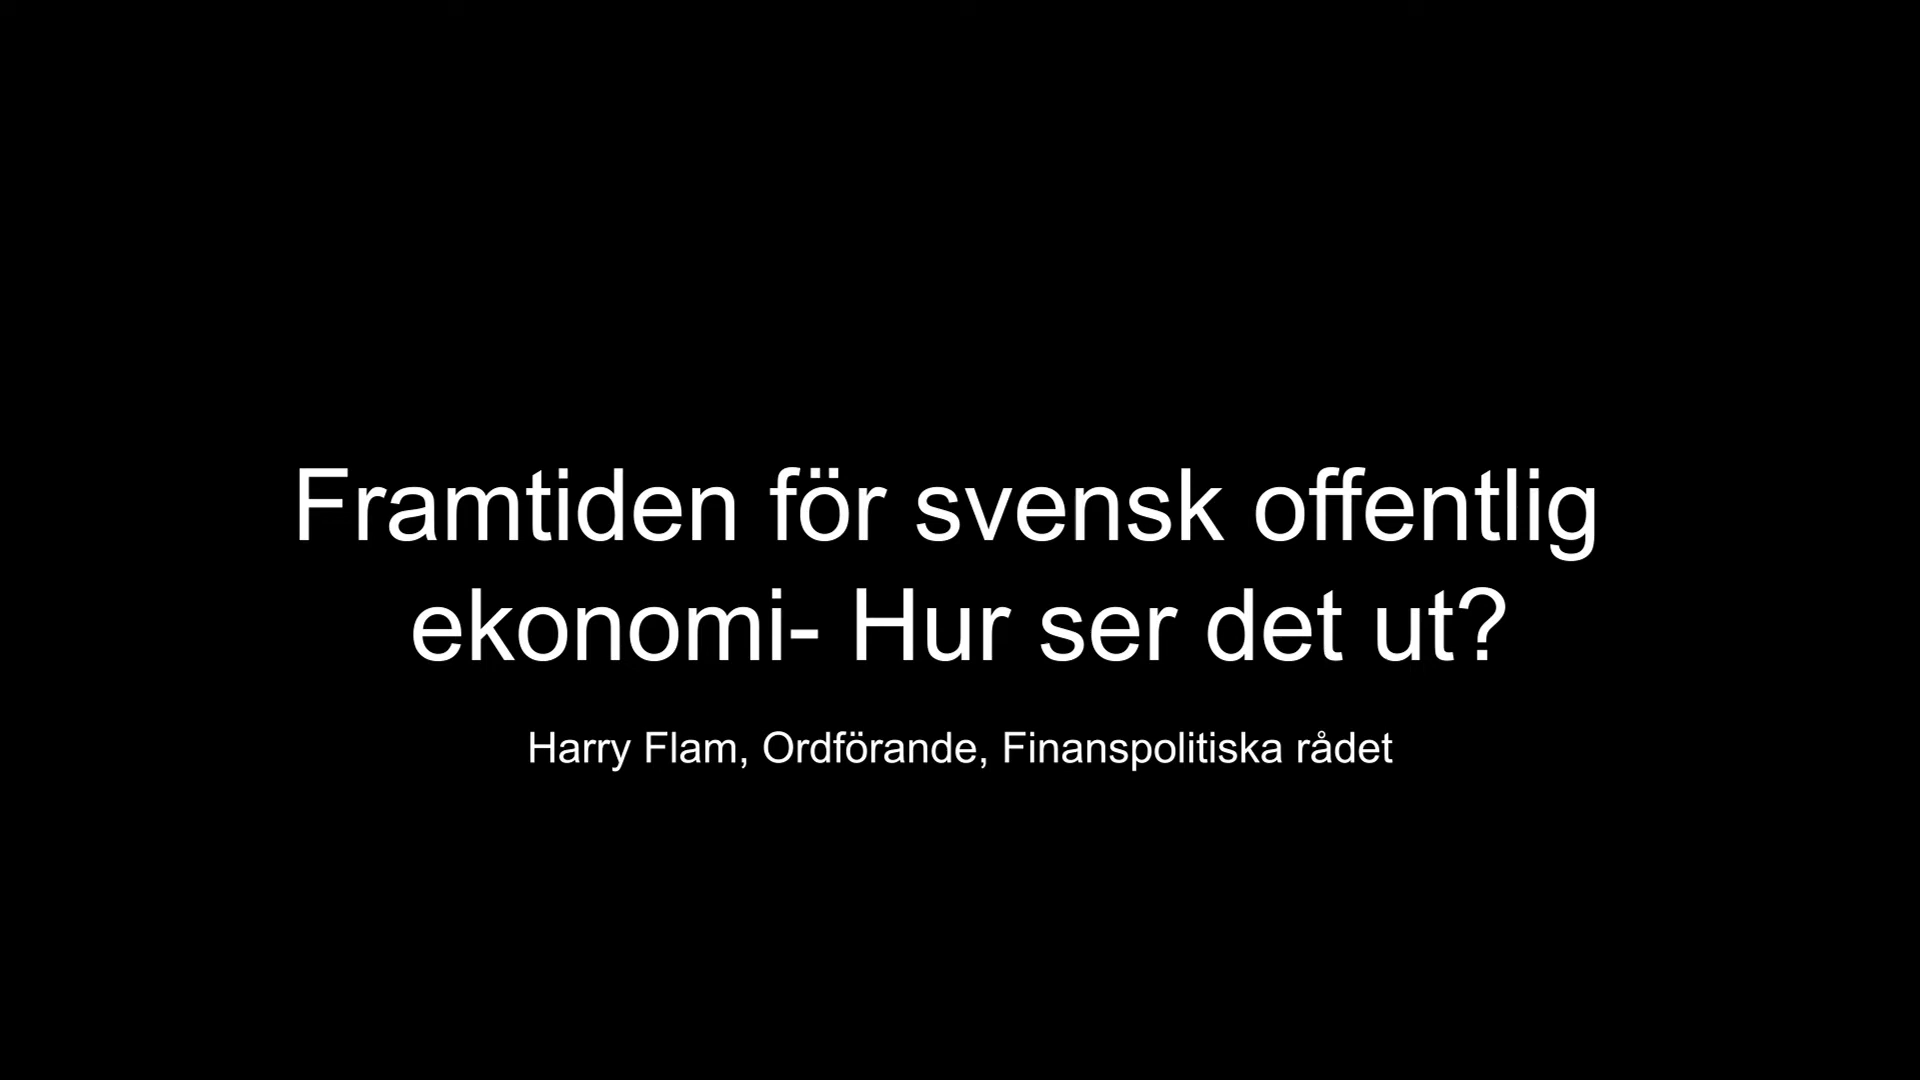 Framtiden för svensk offentlig
ekonomi- Hur ser det ut?
Harry Flam, Ordförande, Finanspolitiska rådet